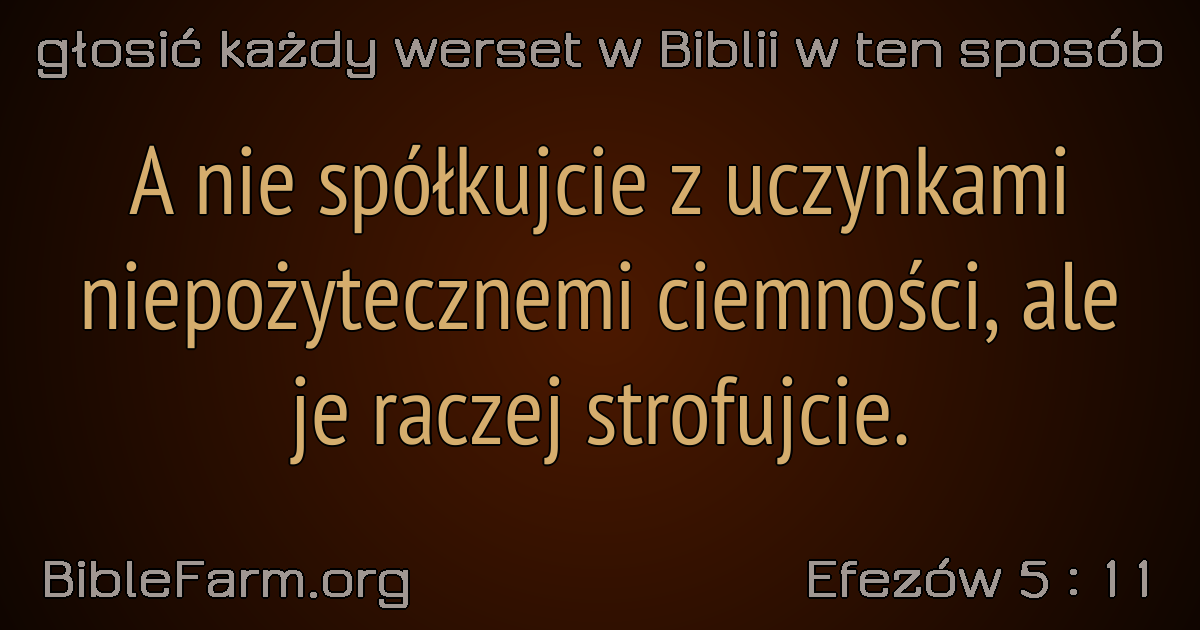 głosić każdy werset w Biblii w ten sposób
A nie spółkujcie z uczynkami
niepożytecznemi ciemności, ale
je raczej strofujcie.
BibleFarm.org
Efezów 5 : 11